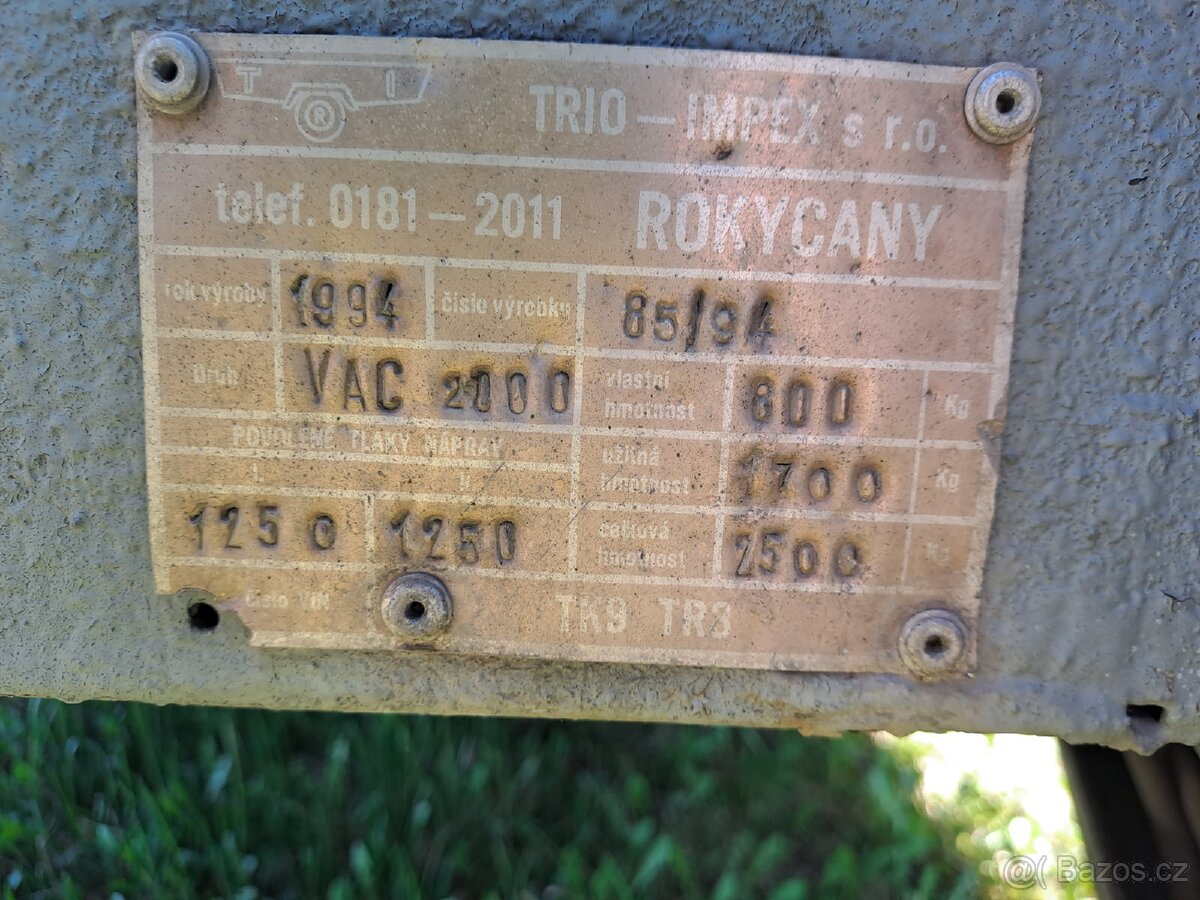 T I
®
TRIO — IMPEX s r.o.
telef. 0181 — 2011 ROKYCANY
rok výroby 1994 číslo výrobku 85/94
Druh VAC 2000 vlastní hmotnost 800 Kg
POVOLENÉ TLAKY NÁPRAV užitná hmotnost 1700 Kg
I. II
1250 1250 celková hmotnost 2500 Kg
číslo VIN TK9 TR3
@( Bazos.cz